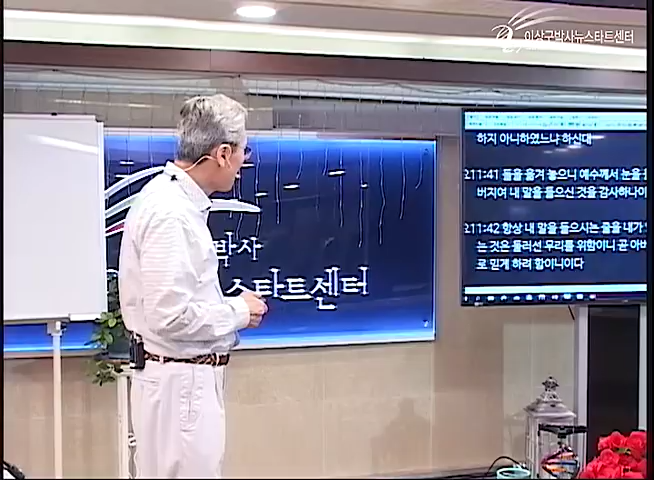 이상구박사뉴스타트센터
하지 아니하였느냐 하신대
11:41 돌을 옮겨 놓으니 예수께서 눈을
버지여 내 말을 들으신 것을 감사하나이
11:42 항상 내 말을 들으시는 줄을 내가
는 것은 둘러선 무리를 위함이니 곧 아버
로 믿게 하려 함이니이다
박사
스타트센터